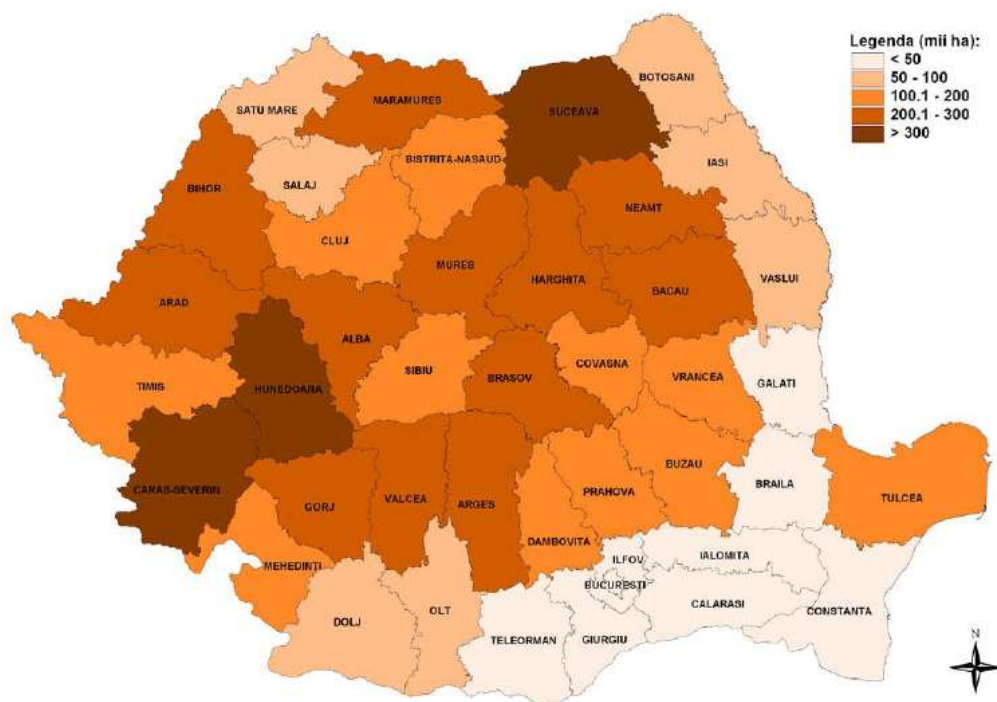 Legenda (mii ha):
< 50
50 - 100
100.1 - 200
200.1 - 300
> 300
BOTOSANI
SATU MARE
MARAMURES
SUCEAVA
BISTRITA-NASAUD
IASI
SALAJ
BIHOR
NEAMT
CLUJ
MURES
HARGHITA
VASLUI
BACAU
ARAD
ALBA
SIBIU
BRASOV
COVASNA
VRANCEA
TIMIS
HUNEDOARA
GALATI
CARAS-SEVERIN
GORJ
VALCEA
ARGES
PRAHOVA
BUZAU
BRAILA
TULCEA
DAMBOVITA
MEHEDINTI
ILFOV
IALOMITA
BUCURESTI
CALARASI
CONSTANTA
DOLJ
OLT
TELEORMAN
GIURGIU
N